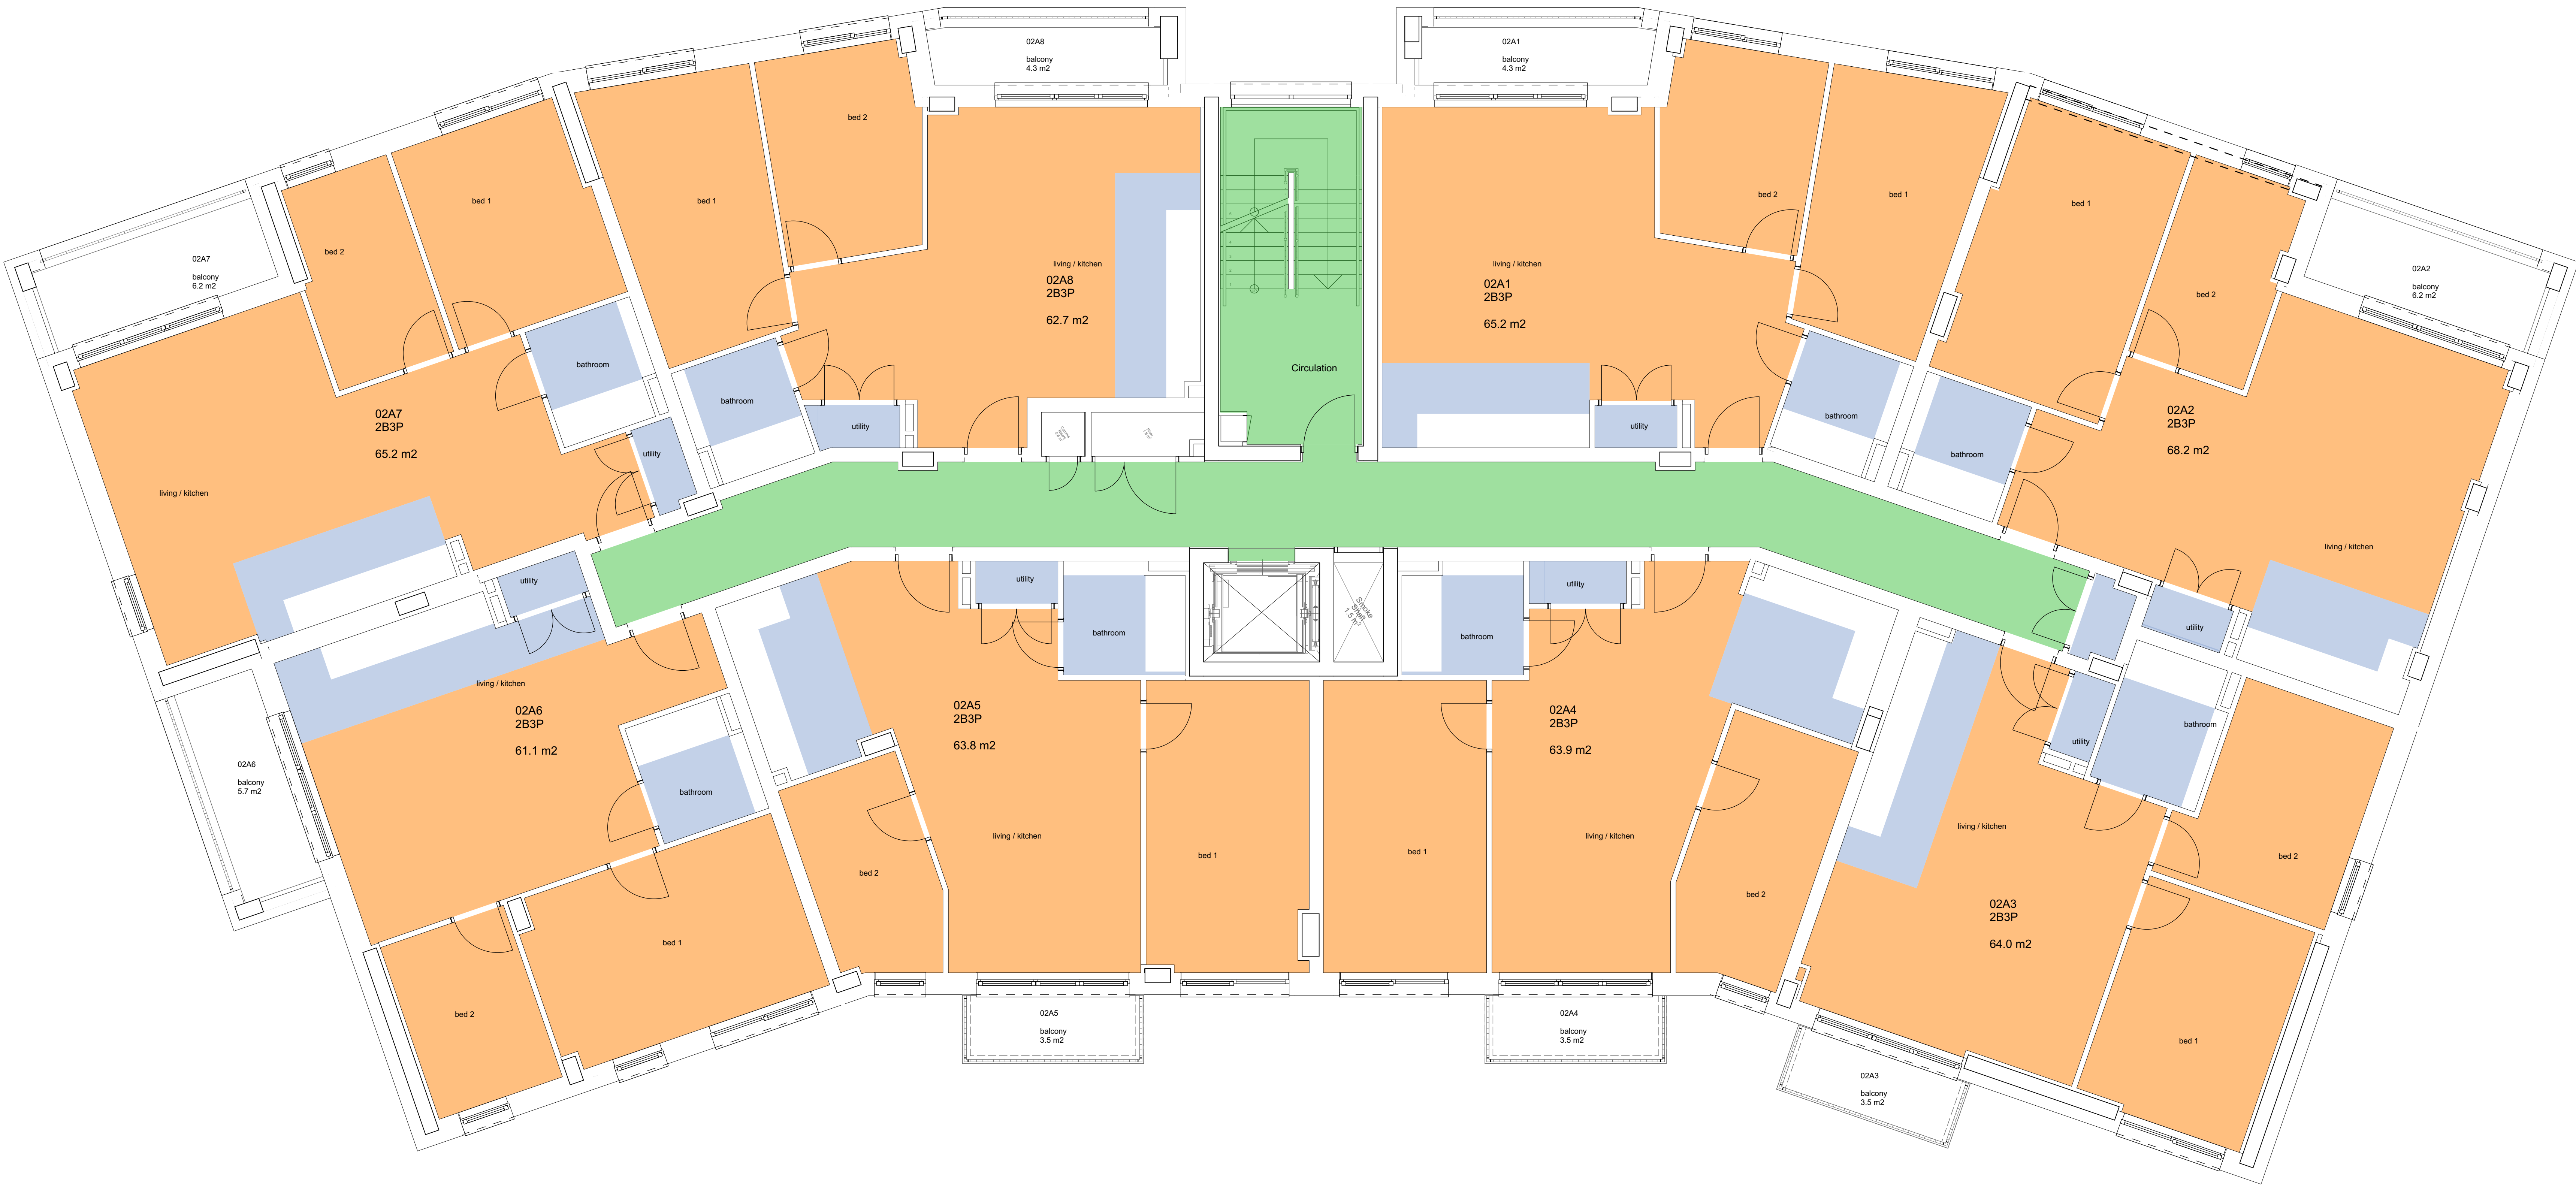 02A8
balcony
4.3 m2
02A1
balcony
4.3 m2
bed 2
bed 1
living / kitchen
02A8
2B3P
62.7 m2
bathroom
utility
Circulation
living / kitchen
02A1
2B3P
65.2 m2
bed 2
bed 1
bathroom
utility
02A7
balcony
6.2 m2
bed 2
bed 1
bathroom
utility
02A7
2B3P
65.2 m2
living / kitchen
bed 1
bed 2
02A2
balcony
6.2 m2
02A2
2B3P
68.2 m2
bathroom
living / kitchen
utility
utility
living / kitchen
02A6
2B3P
61.1 m2
bathroom
02A6
balcony
5.7 m2
bed 1
bed 2
utility
bathroom
02A5
2B3P
63.8 m2
living / kitchen
bed 2
bed 1
02A5
balcony
3.5 m2
Smoke
Shaft
1.5 m²
utility
bathroom
02A4
2B3P
63.9 m2
living / kitchen
bed 1
bed 2
02A4
balcony
3.5 m2
bathroom
utility
living / kitchen
02A3
2B3P
64.0 m2
bed 2
bed 1
02A3
balcony
3.5 m2